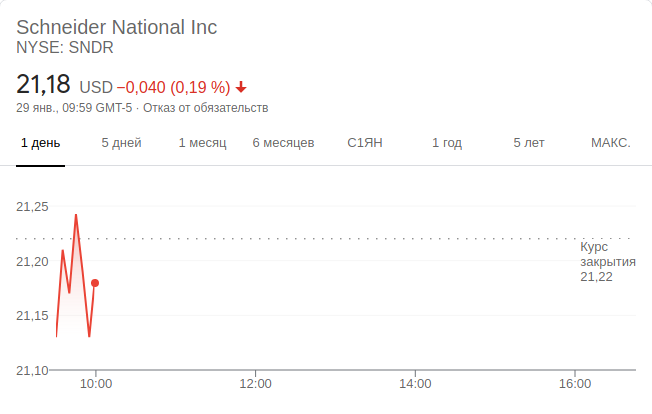 Schneider National Inc
NYSE: SNDR
21,18 USD −0,040 (0,19 %)
29 янв., 09:59 GMT-5 · Отказ от обязательств
1 день 5 дней 1 месяц 6 месяцев С1ЯН 1 год 5 лет МАКС.
21,25
Курс
закрытия
21,22
21,20
21,15
21,10
10:00 12:00 14:00 16:00